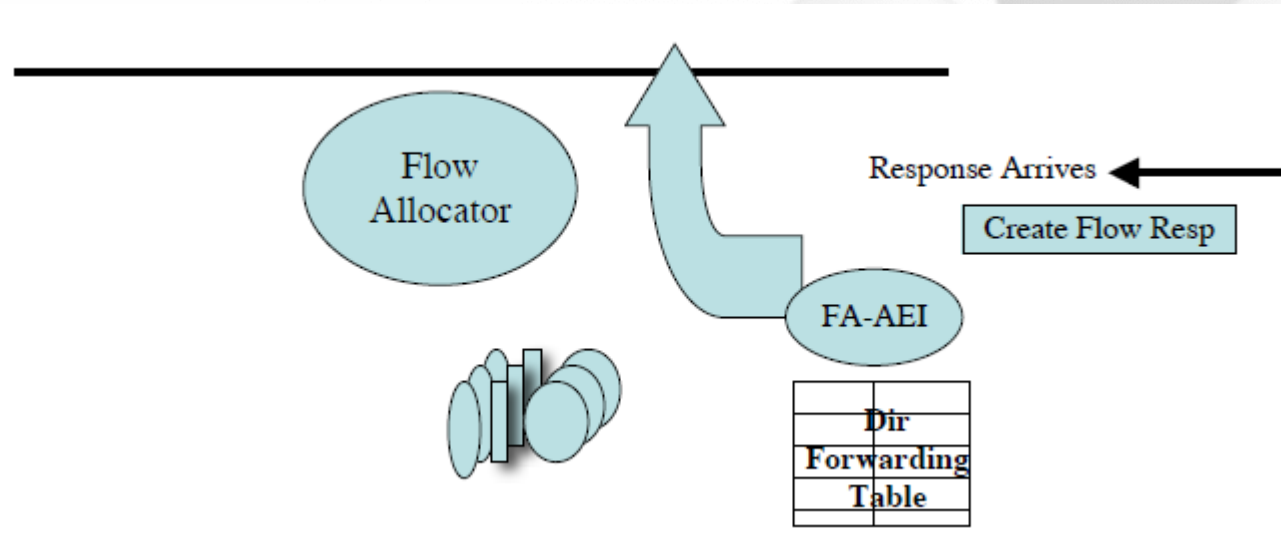 Flow
Allocator
Response Arrives
Create Flow Resp
FA-AEI
Dir
Forwarding
Table